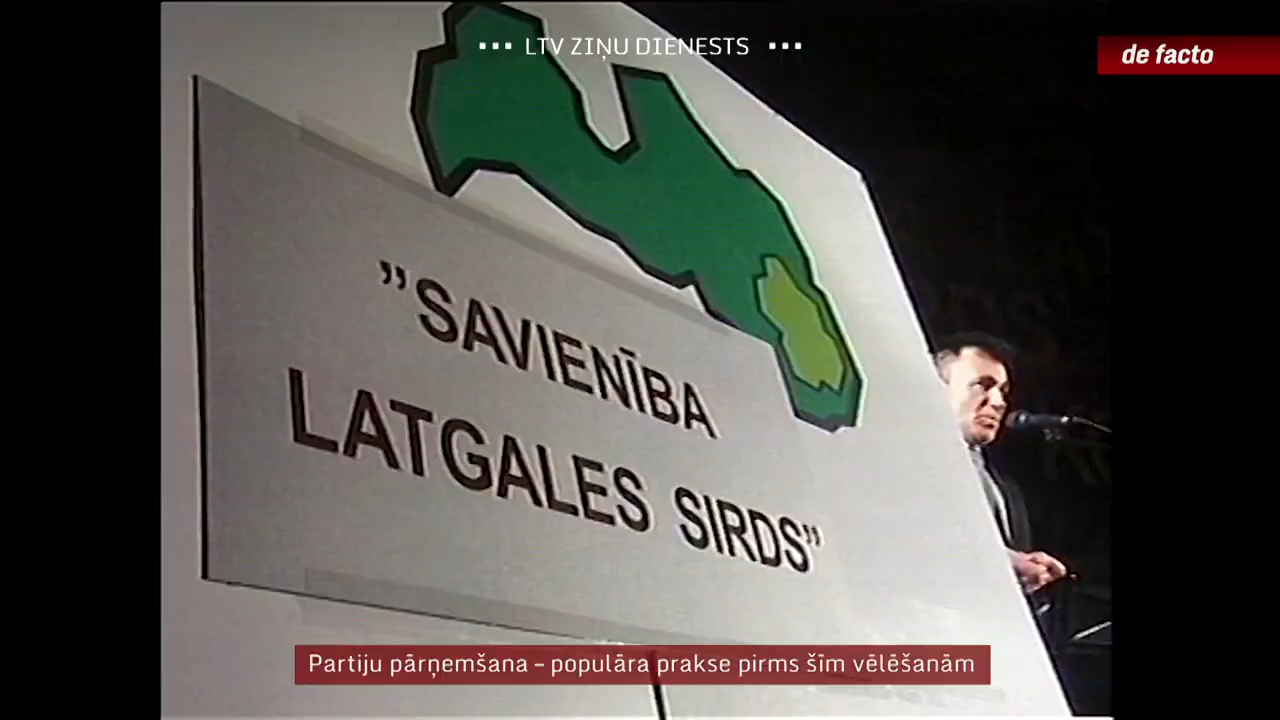 ••• LTV ZIŅU DIENESTS •••
de facto
”SAVIENĪBA
LATGALES SIRDS”
Partiju pārņemšana – populāra prakse pirms šīm vēlēšanām